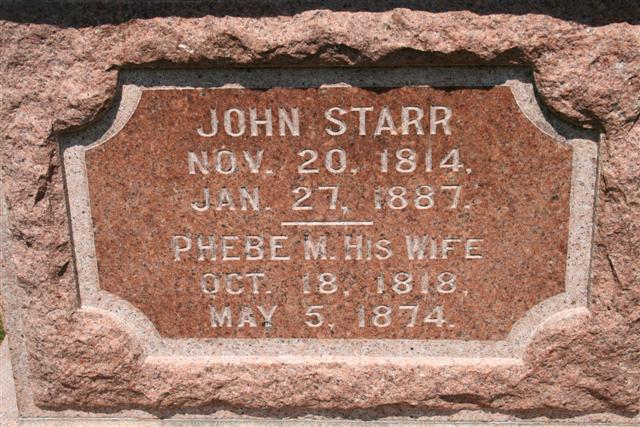 JOHN STARR
NOV. 20, 1814,
JAN. 27, 1887.
PHEBE M. HIS WIFE
OCT. 18, 1818,
MAY 5, 1874.